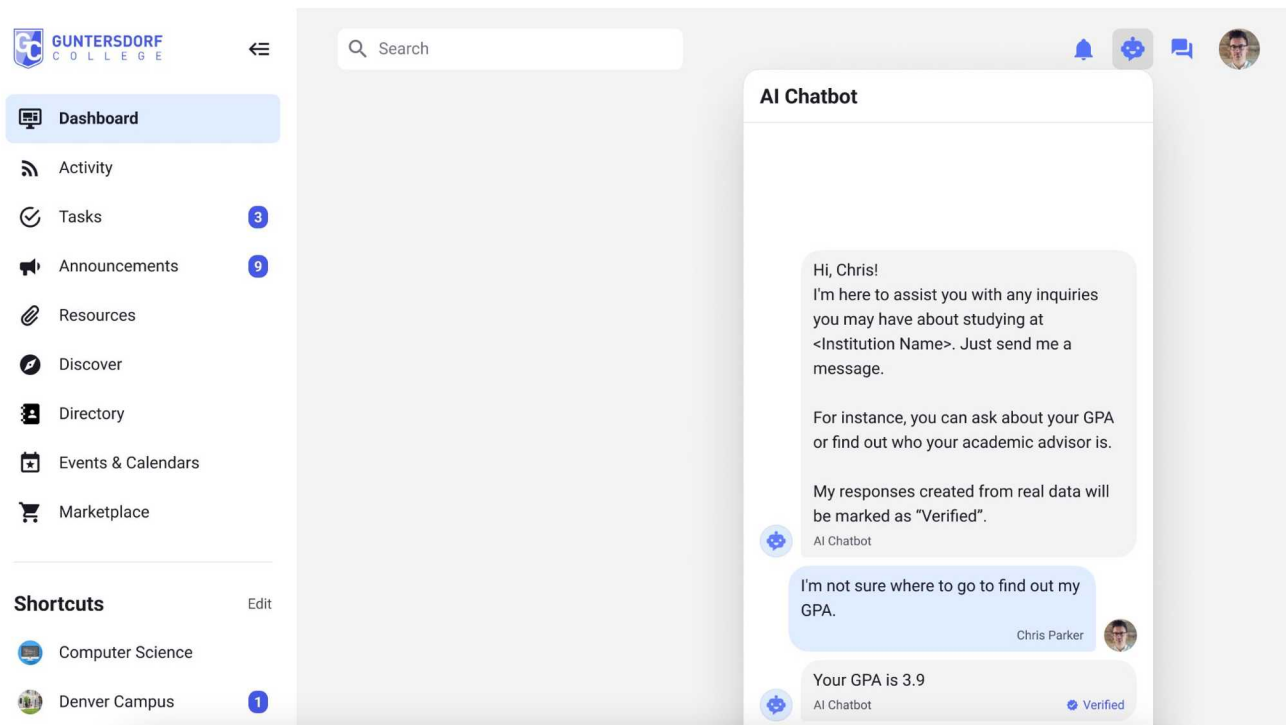 GUNTERSDORF
COLLEGE
Dashboard
Activity
Tasks 3
Announcements 9
Resources
Discover
Directory
Events & Calendars
Marketplace
Shortcuts Edit
Computer Science
Denver Campus 1
Search
AI Chatbot
Hi, Chris!
I'm here to assist you with any inquiries
you may have about studying at
<Institution Name>. Just send me a
message.
For instance, you can ask about your GPA
or find out who your academic advisor is.
My responses created from real data will
be marked as “Verified”.
AI Chatbot
I'm not sure where to go to find out my
GPA.
Chris Parker
Your GPA is 3.9
AI Chatbot Verified